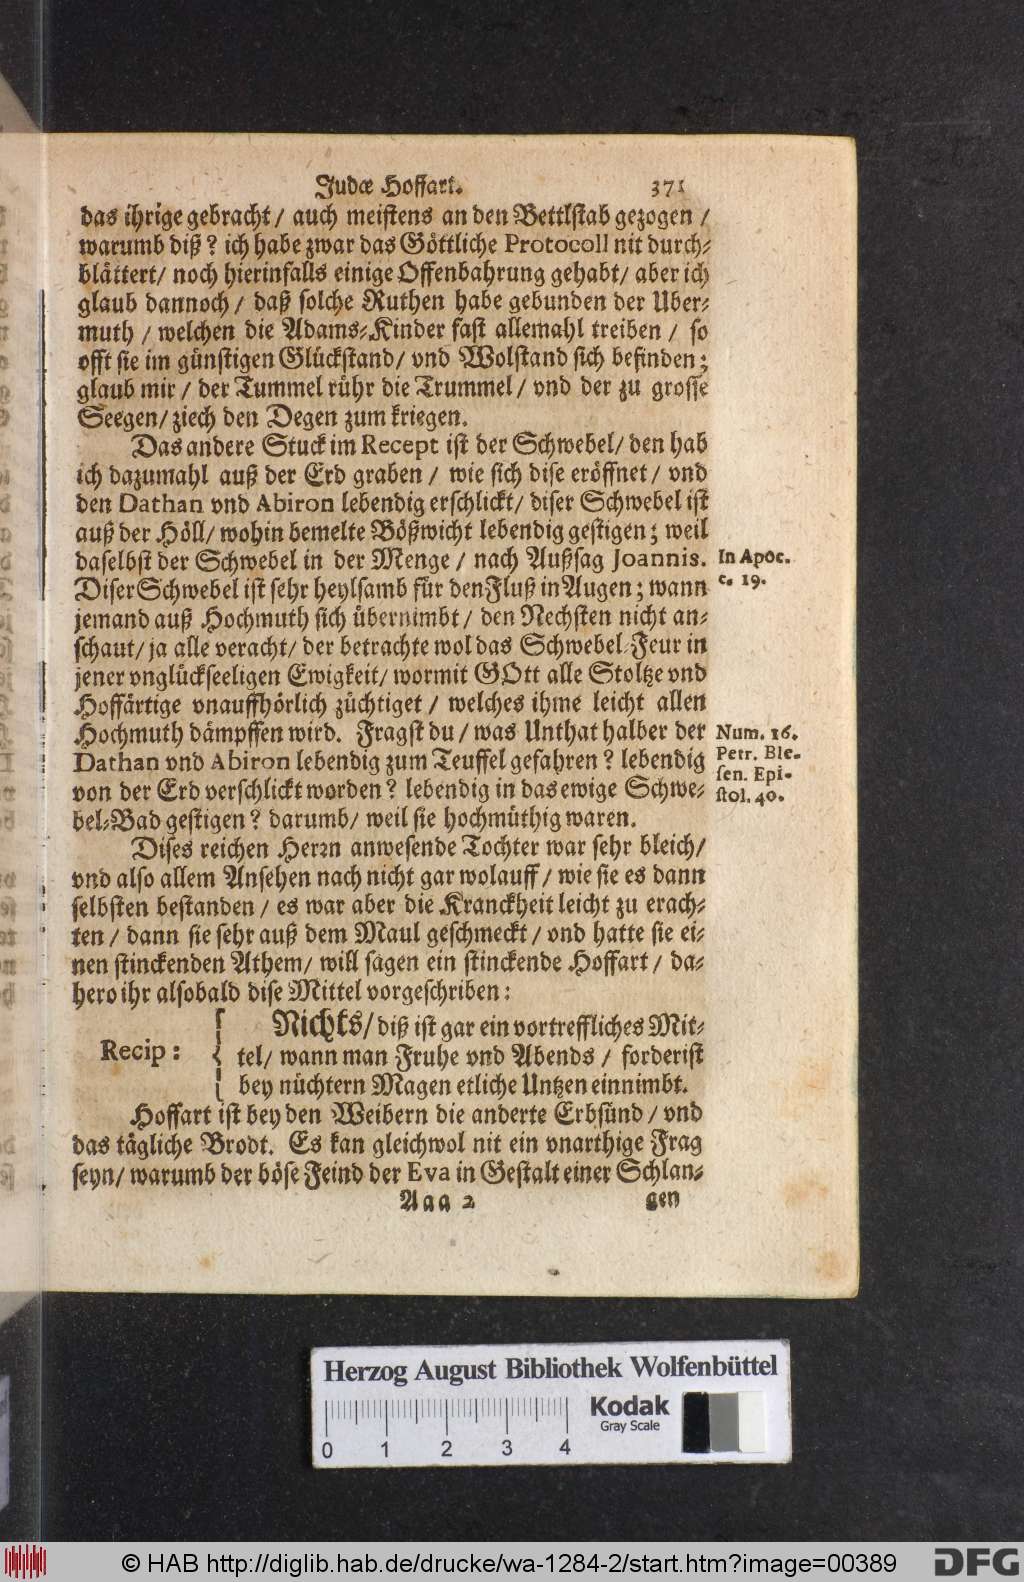 Judæ Hoffart. 371
das ihrige gebracht / auch meistens an den Bettlstab gezogen /
warumb diß ? ich habe zwar das Göttliche Protocoll nit durch-
blättert / noch hierinfalls einige Offenbahrung gehabt / aber ich
glaub dannoch / daß solche Ruthen habe gebunden der Uber-
muth / welchen die Adams-Kinder fast allemahl treiben / so
offt sie im günstigen Glückstand / vnd Wolstand sich befinden ;
glaub mir / der Tummel rühr die Trummel / vnd der zu grosse
Seegen / ziech den Degen zum kriegen.
Das andere Stuck im Recept ist der Schwebel / den hab
ich dazumahl auß der Erd graben / wie sich dise eröffnet / vnd
den Dathan vnd Abiron lebendig erschlickt / diser Schwebel ist
auß der Höll / wohin bemelte Bößwicht lebendig gestigen ; weil
daselbst der Schwebel in der Menge / nach Außsag Joannis.
In Apoc.
c. 19.
Diser Schwebel ist sehr heylsamb für den Fluß in Augen ; wann
jemand auß Hochmuth sich übernimbt / den Nechsten nicht an-
schaut / ja alle veracht / der betrachte wol das Schwebel-Feur in
jener vnglückseeligen Ewigkeit / wormit GOtt alle Stoltze vnd
Hoffärtige vnauffhörlich züchtiget / welches ihme leicht allen
Hochmuth dämpffen wird. Fragst du / was Unthat halber der
Dathan vnd Abiron lebendig zum Teuffel gefahren ? lebendig
von der Erd verschlickt worden ? lebendig in das ewige Schwe-
bel-Bad gestigen ? darumb / weil sie hochmüthig waren.
Num. 16.
Petr. Ble-
sen. Epi-
stol. 40.
Dises reichen Herrn anwesende Tochter war sehr bleich /
vnd also allem Ansehen nach nicht gar wolauff / wie sie es dann
selbsten bestanden / es war aber die Kranckheit leicht zu erach-
ten / dann sie sehr auß dem Maul geschmeckt / vnd hatte sie ei-
nen stinckenden Athem / will sagen ein stinckende Hoffart / da-
hero ihr alsobald dise Mittel vorgeschriben :
Recip :
Nichts / diß ist gar ein vortreffliches Mit-
tel / wann man Fruhe vnd Abends / forderist
bey nüchtern Magen etliche Untzen einnimbt.
Hoffart ist bey den Weibern die anderte Erbsünd / vnd
das tägliche Brodt. Es kan gleichwol nit ein vnarthige Frag
seyn / warumb der böse Feind der Eva in Gestalt einer Schlan-
Aaa 2 gen
Herzog August Bibliothek Wolfenbüttel
Kodak
Gray Scale
0 1 2 3 4
© HAB http://diglib.hab.de/drucke/wa-1284-2/start.htm?image=00389
DFG